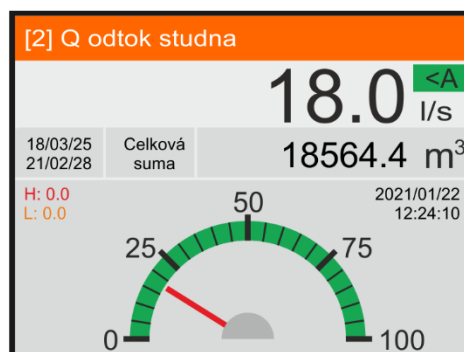 [2] Q odtok studna
18.0 <A
l/s
18/03/25
21/02/28
Celková
suma
18564.4 m³
H: 0.0
L: 0.0
2021/01/22
12:24:10
0
25
50
75
100